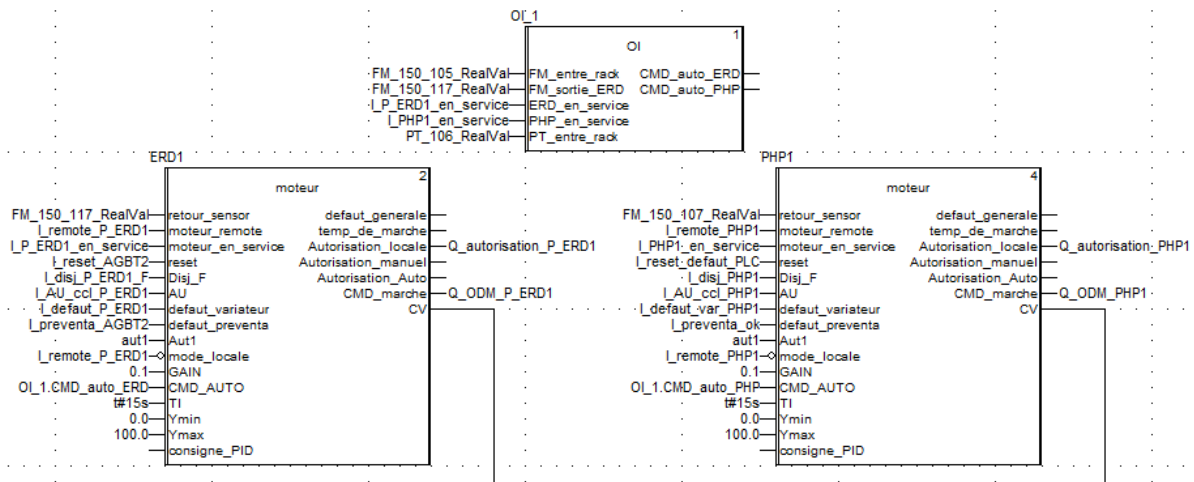 OI_1
1
OI
FM_150_105_RealVal FM_entre_rack CMD_auto_ERD
FM_150_117_RealVal FM_sortie_ERD CMD_auto_PHP
I_P_ERD1_en_service ERD_en_service
I_PHP1_en_service PHP_en_service
PT_106_RealVal PT_entre_rack
ERD1
2
moteur
FM_150_117_RealVal retour_sensor defaut_generale
I_remote_P_ERD1 moteur_remote temp_de_marche
I_P_ERD1_en_service moteur_en_service Autorisation_locale Q_autorisation_P_ERD1
I_reset_AGBT2 reset Autorisation_manuel
I_disj_P_ERD1_F Disj_F Autorisation_Auto
I_AU_ccl_P_ERD1 AU CMD_marche Q_ODM_P_ERD1
I_defaut_P_ERD1 defaut_variateur CV
I_preventa_AGBT2 defaut_preventa
aut1 Aut1
I_remote_P_ERD1 mode_locale
0.1 GAIN
OI_1.CMD_auto_ERD CMD_AUTO
t#15s TI
0.0 Ymin
100.0 Ymax
consigne_PID
PHP1
4
moteur
FM_150_107_RealVal retour_sensor defaut_generale
I_remote_PHP1 moteur_remote temp_de_marche
I_PHP1_en_service moteur_en_service Autorisation_locale Q_autorisation_PHP1
I_reset_defaut_PLC reset Autorisation_manuel
I_disj_PHP1 Disj_F Autorisation_Auto
I_AU_ccl_PHP1 AU CMD_marche Q_ODM_PHP1
I_defaut_var_PHP1 defaut_variateur CV
I_preventa_ok defaut_preventa
aut1 Aut1
I_remote_PHP1 mode_locale
0.1 GAIN
OI_1.CMD_auto_PHP CMD_AUTO
t#15s TI
0.0 Ymin
100.0 Ymax
consigne_PID